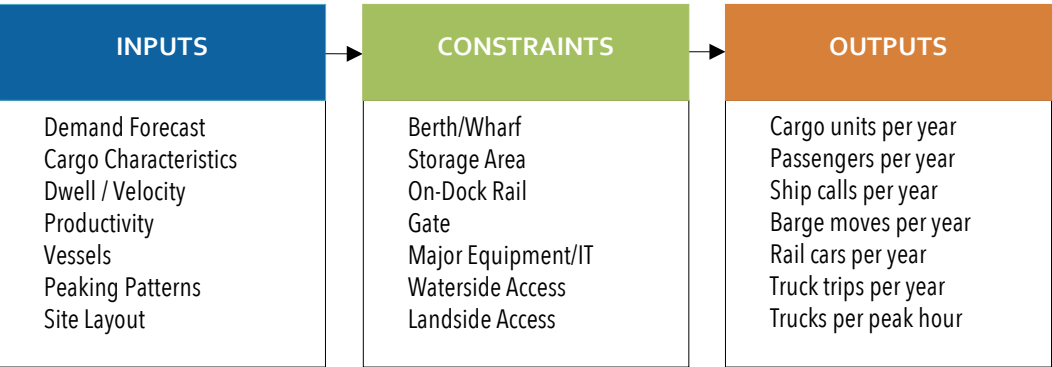 INPUTS
Demand Forecast
Cargo Characteristics
Dwell / Velocity
Productivity
Vessels
Peaking Patterns
Site Layout
CONSTRAINTS
Berth/Wharf
Storage Area
On-Dock Rail
Gate
Major Equipment/IT
Waterside Access
Landside Access
OUTPUTS
Cargo units per year
Passengers per year
Ship calls per year
Barge moves per year
Rail cars per year
Truck trips per year
Trucks per peak hour